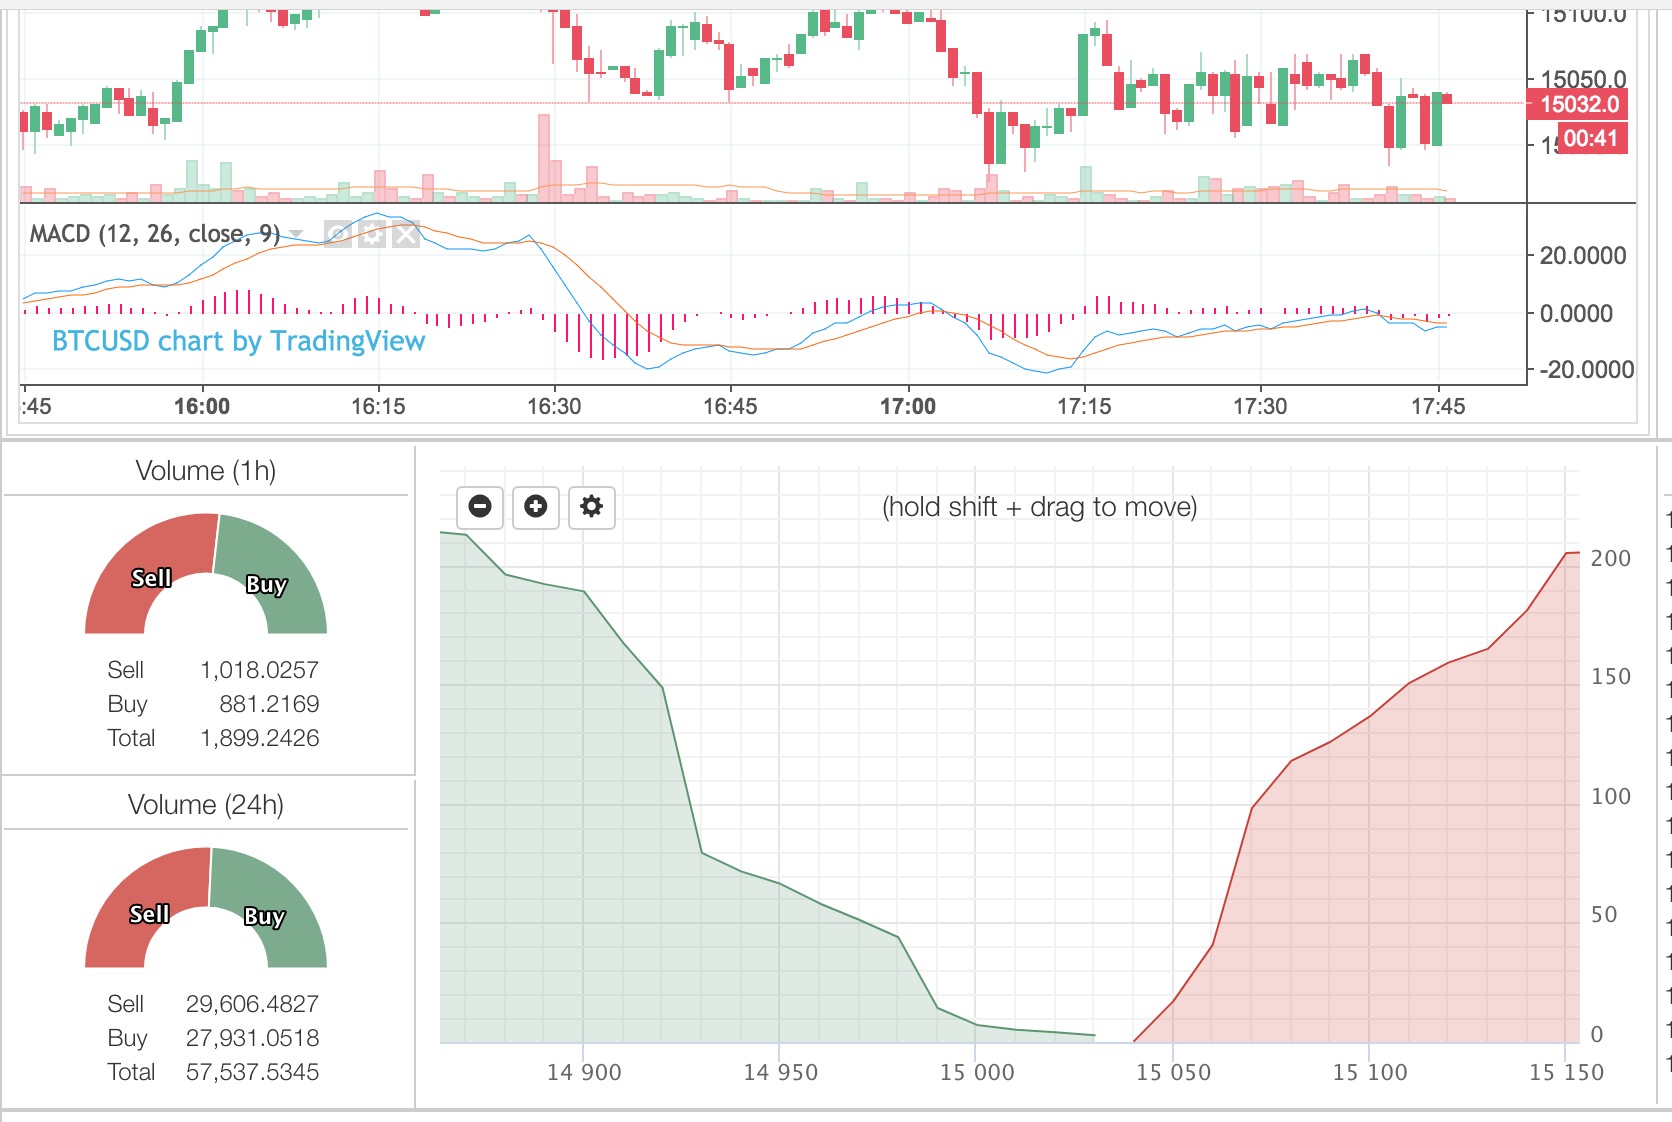 15100.0
15050.0
15032.0
00:41
MACD (12, 26, close, 9)
20.0000
0.0000
-20.0000
BTCUSD chart by TradingView
:45 16:00 16:15 16:30 16:45 17:00 17:15 17:30 17:45
Volume (1h)
Sell Buy
Sell 1,018.0257
Buy 881.2169
Total 1,899.2426
Volume (24h)
Sell Buy
Sell 29,606.4827
Buy 27,931.0518
Total 57,537.5345
(hold shift + drag to move)
200
150
100
50
0
14 900 14 950 15 000 15 050 15 100 15 150